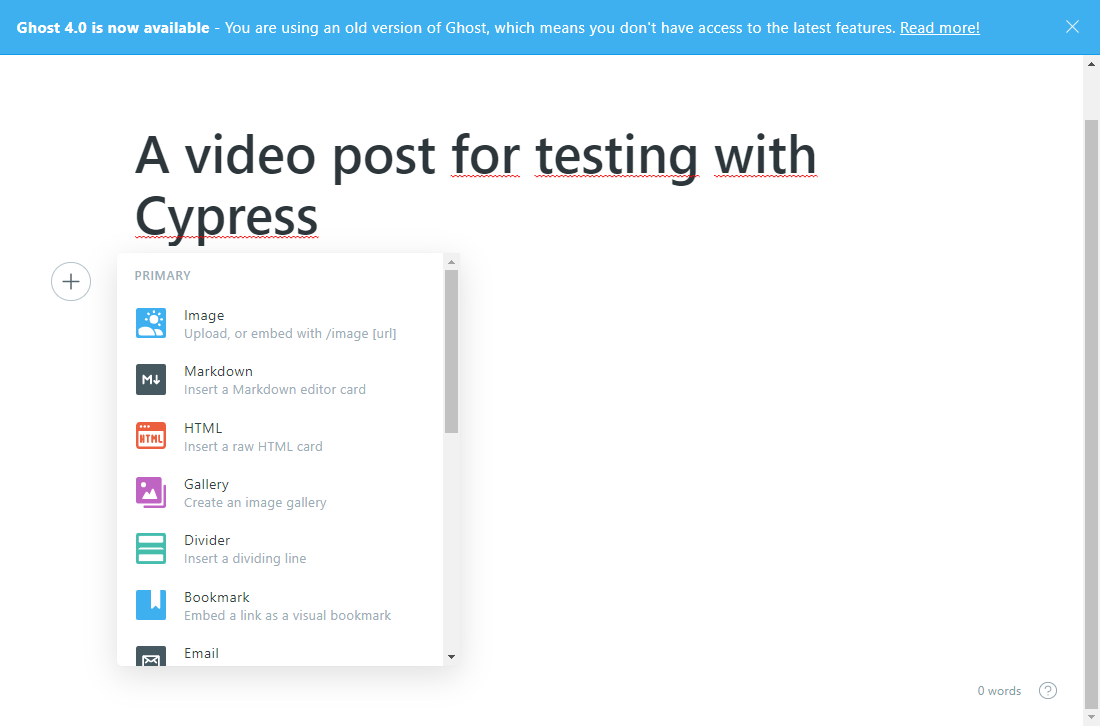 Ghost 4.0 is now available - You are using an old version of Ghost, which means you don't have access to the latest features. Read more!
A video post for testing with
Cypress
PRIMARY
Image
Upload, or embed with /image [url]
M↓
Markdown
Insert a Markdown editor card
HTML
HTML
Insert a raw HTML card
Gallery
Create an image gallery
Divider
Insert a dividing line
Bookmark
Embed a link as a visual bookmark
Email
0 words
?